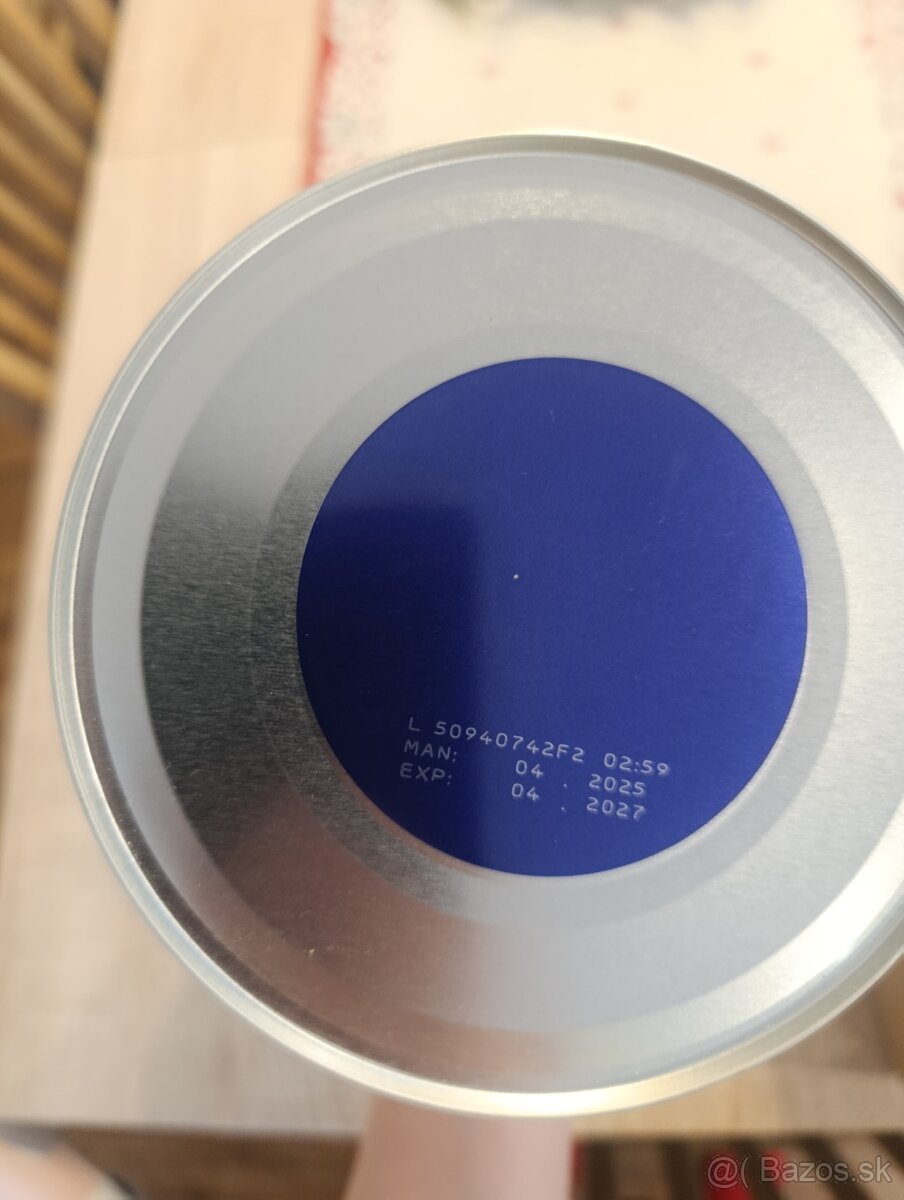 L 50940742F2 02:59
MAN: 04 . 2025
EXP: 04 . 2027
@( Bazos.sk